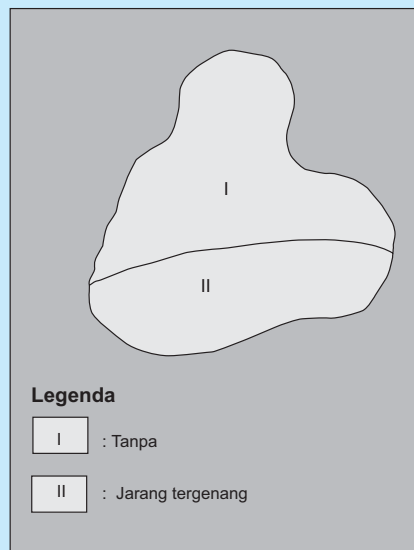 I
II
Legenda
I : Tanpa
II : Jarang tergenang